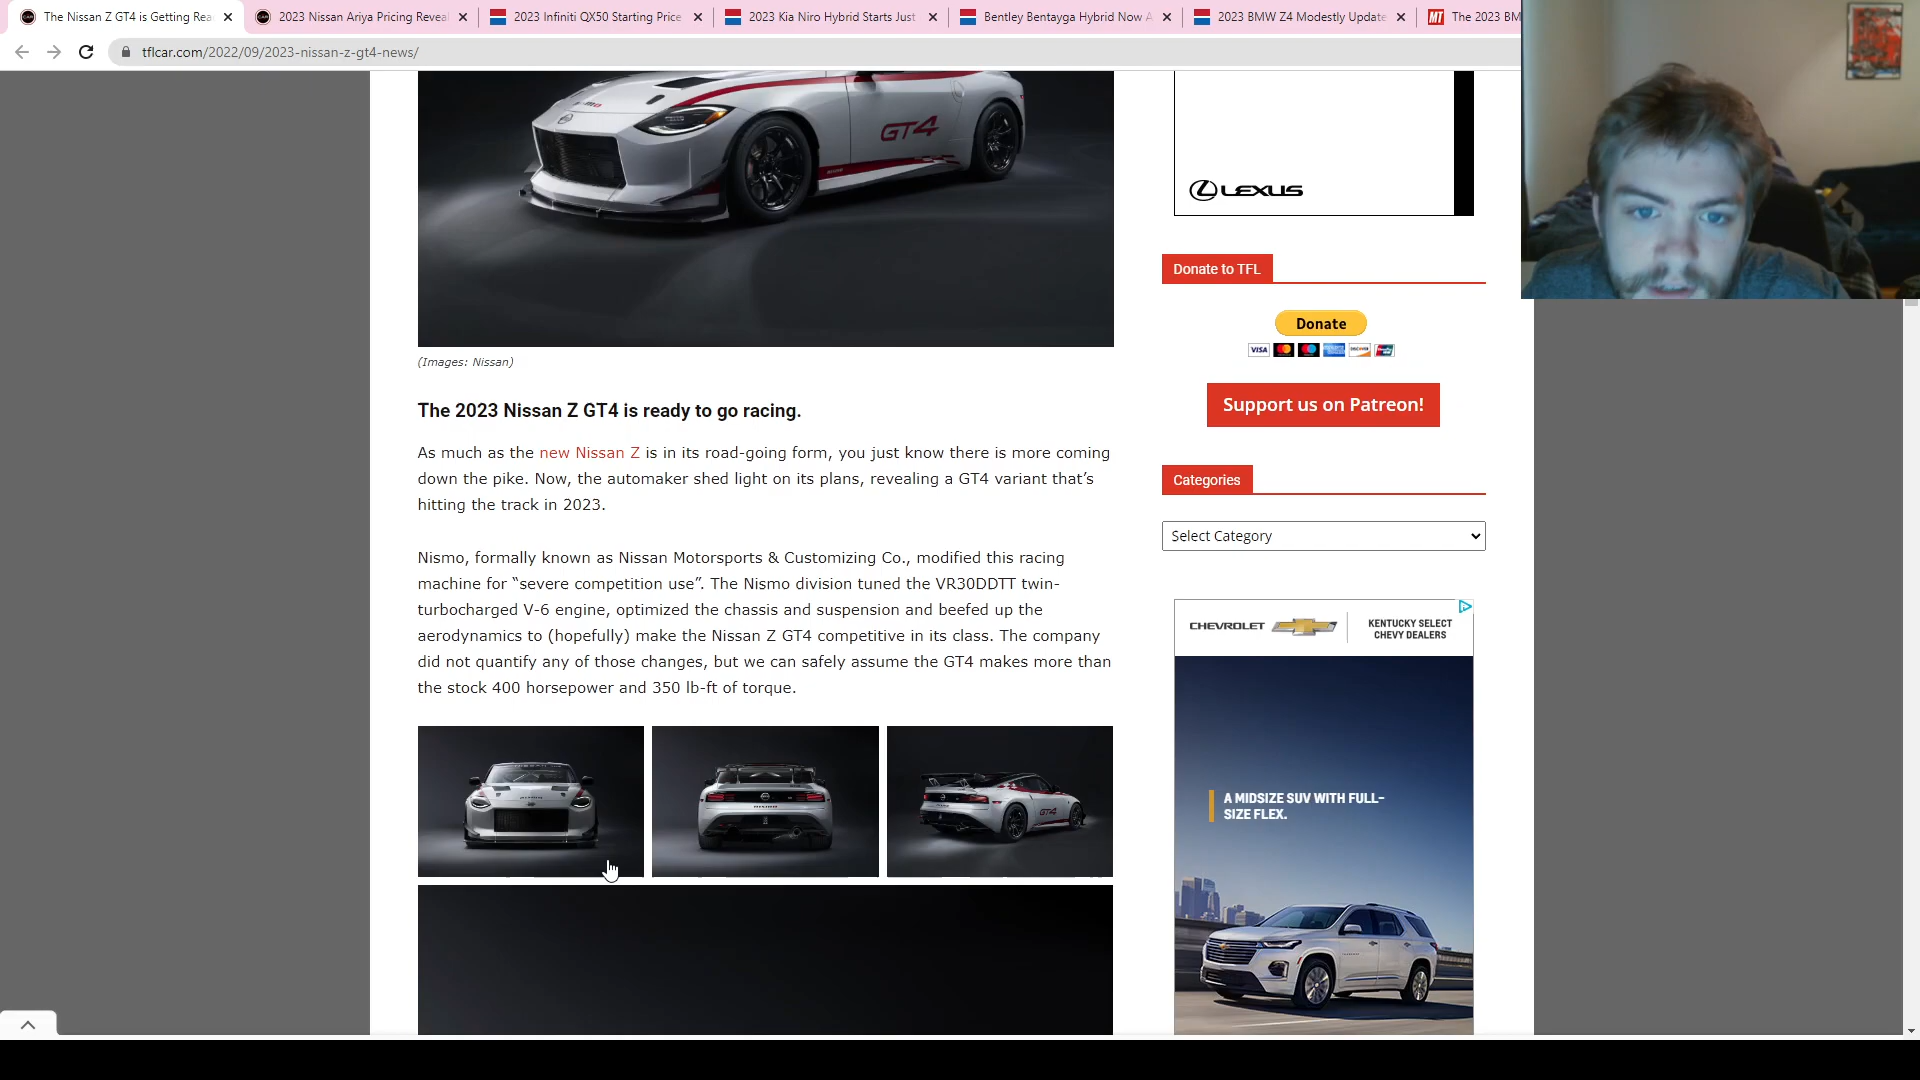 The Nissan Z GT4 is Getting Rea
2023 Nissan Ariya Pricing Reveal
2023 Infiniti QX50 Starting Price
2023 Kia Niro Hybrid Starts Just
Bentley Bentayga Hybrid Now A
2023 BMW Z4 Modestly Update
MT The 2023 BM
tflcar.com/2022/09/2023-nissan-z-gt4-news/
GT4
LEXUS
(Images: Nissan)
The 2023 Nissan Z GT4 is ready to go racing.
As much as the new Nissan Z is in its road-going form, you just know there is more coming
down the pike. Now, the automaker shed light on its plans, revealing a GT4 variant that’s
hitting the track in 2023.
Nismo, formally known as Nissan Motorsports & Customizing Co., modified this racing
machine for “severe competition use”. The Nismo division tuned the VR30DDTT twin-
turbocharged V-6 engine, optimized the chassis and suspension and beefed up the
aerodynamics to (hopefully) make the Nissan Z GT4 competitive in its class. The company
did not quantify any of those changes, but we can safely assume the GT4 makes more than
the stock 400 horsepower and 350 lb-ft of torque.
GT4
Donate to TFL
Donate
VISA
Support us on Patreon!
Categories
Select Category
CHEVROLET
KENTUCKY SELECT
CHEVY DEALERS
A MIDSIZE SUV WITH FULL-
SIZE FLEX.